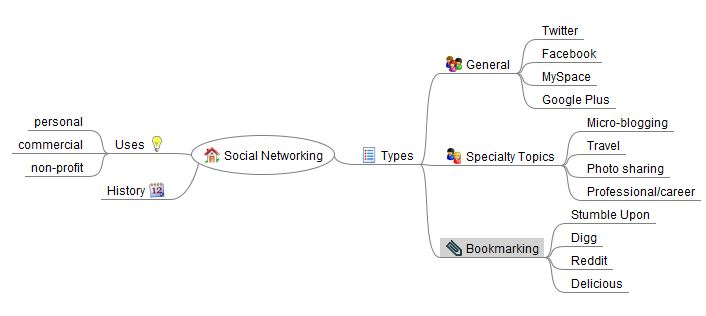 Social Networking
Uses
personal
commercial
non-profit
History
12
Types
General
Twitter
Facebook
MySpace
Google Plus
Specialty Topics
Micro-blogging
Travel
Photo sharing
Professional/career
Bookmarking
Stumble Upon
Digg
Reddit
Delicious